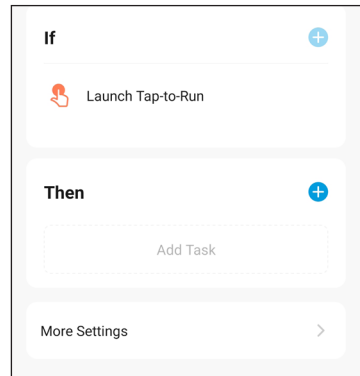 If
Launch Tap-to-Run
Then
Add Task
More Settings